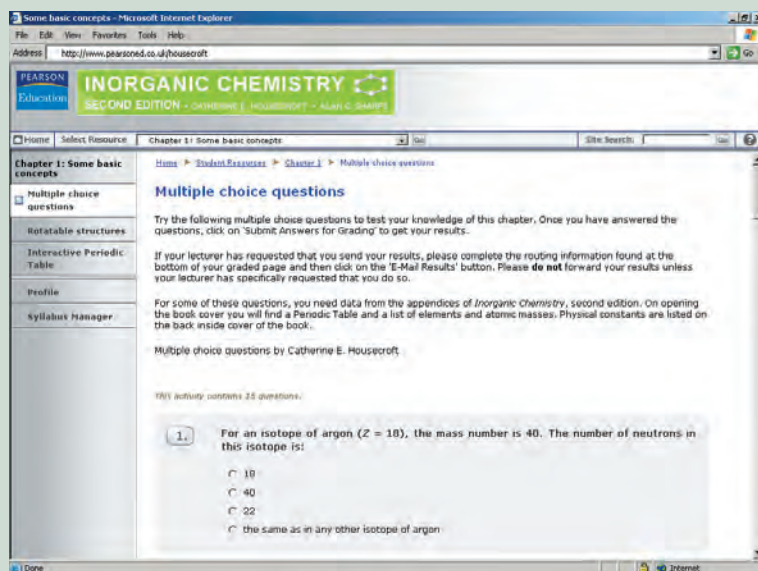 Some basic concepts - Microsoft Internet Explorer
File Edit View Favorites Tools Help
Address http://www.pearsoned.co.uk/housecroft Go
PEARSON
Education
INORGANIC CHEMISTRY
SECOND EDITION - CATHERINE E. HOUSECROFT - ALAN G. SHARPE
Home Select Resource Chapter 1: Some basic concepts Go Site Search: Go
Chapter 1: Some basic
concepts
Multiple choice
questions
Rotatable structures
Interactive Periodic
Table
Profile
Syllabus Manager
Home Student Resources Chapter 1 Multiple choice questions
Multiple choice questions
Try the following multiple choice questions to test your knowledge of this chapter. Once you have answered the
questions, click on 'Submit Answers for Grading' to get your results.
If your lecturer has requested that you send your results, please complete the routing information found at the
bottom of your graded page and then click on the 'E-Mail Results' button. Please do not forward your results unless
your lecturer has specifically requested that you do so.
For some of these questions, you need data from the appendices of Inorganic Chemistry, second edition. On opening
the book cover you will find a Periodic Table and a list of elements and atomic masses. Physical constants are listed on
the back inside cover of the book.
Multiple choice questions by Catherine E. Housecroft
This activity contains 15 questions.
1. For an isotope of argon (Z = 18), the mass number is 40. The number of neutrons in
this isotope is:
18
40
22
the same as in any other isotope of argon
Done Internet